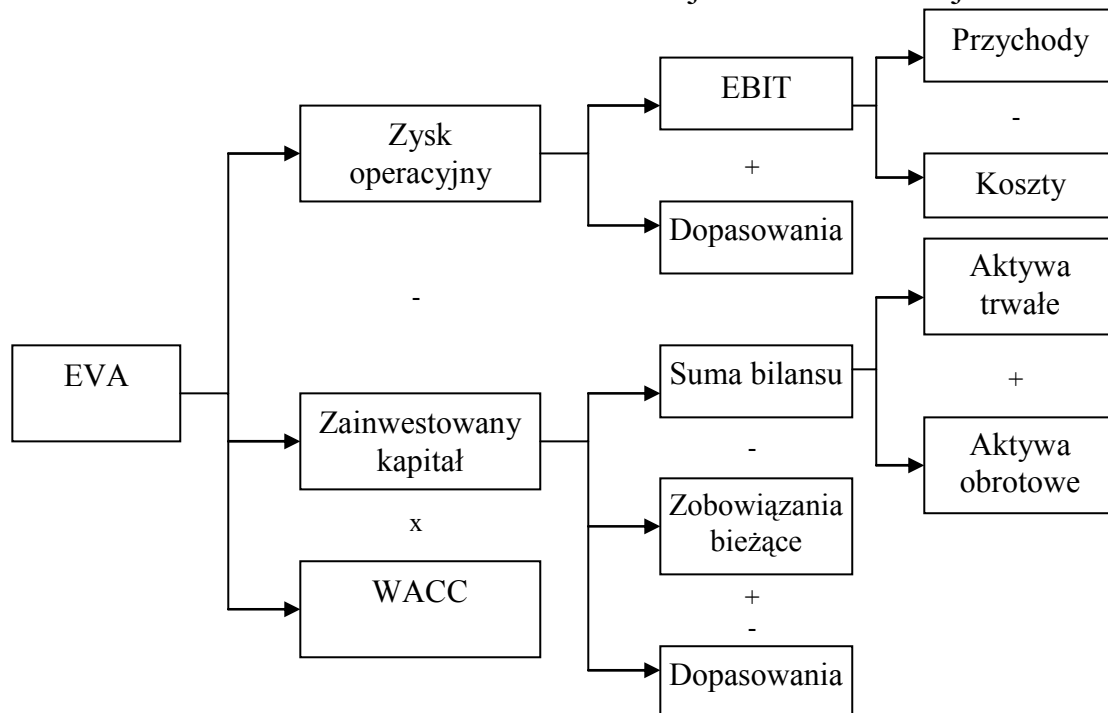 Przychody
EBIT
-
Zysk
operacyjny
+
Koszty
Dopasowania
Aktywa
trwałe
-
EVA
Suma bilansu
+
Zainwestowany
kapitał
-
Aktywa
obrotowe
x
Zobowiązania
bieżące
WACC
+
-
Dopasowania